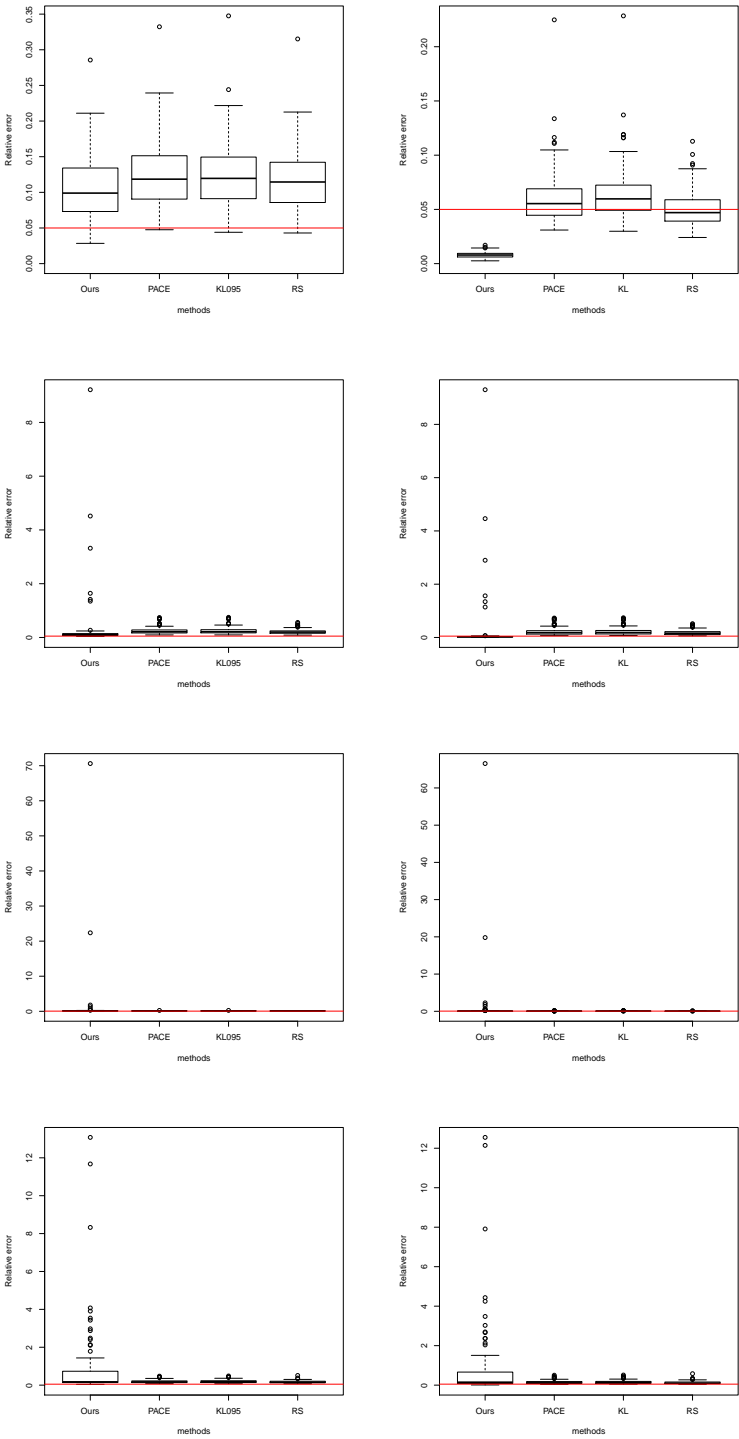 0.35
0.30
0.25
0.20
0.15
0.10
0.05
0.00
Relative error
Ours PACE KL095 RS
methods
0.20
0.15
0.10
0.05
0.00
Relative error
Ours PACE KL RS
methods
8
6
4
2
0
Relative error
Ours PACE KL095 RS
methods
8
6
4
2
0
Relative error
Ours PACE KL RS
methods
70
60
50
40
30
20
10
0
Relative error
Ours PACE KL095 RS
methods
60
50
40
30
20
10
0
Relative error
Ours PACE KL RS
methods
12
10
8
6
4
2
0
Relative error
Ours PACE KL095 RS
methods
12
10
8
6
4
2
0
Relative error
Ours PACE KL RS
methods